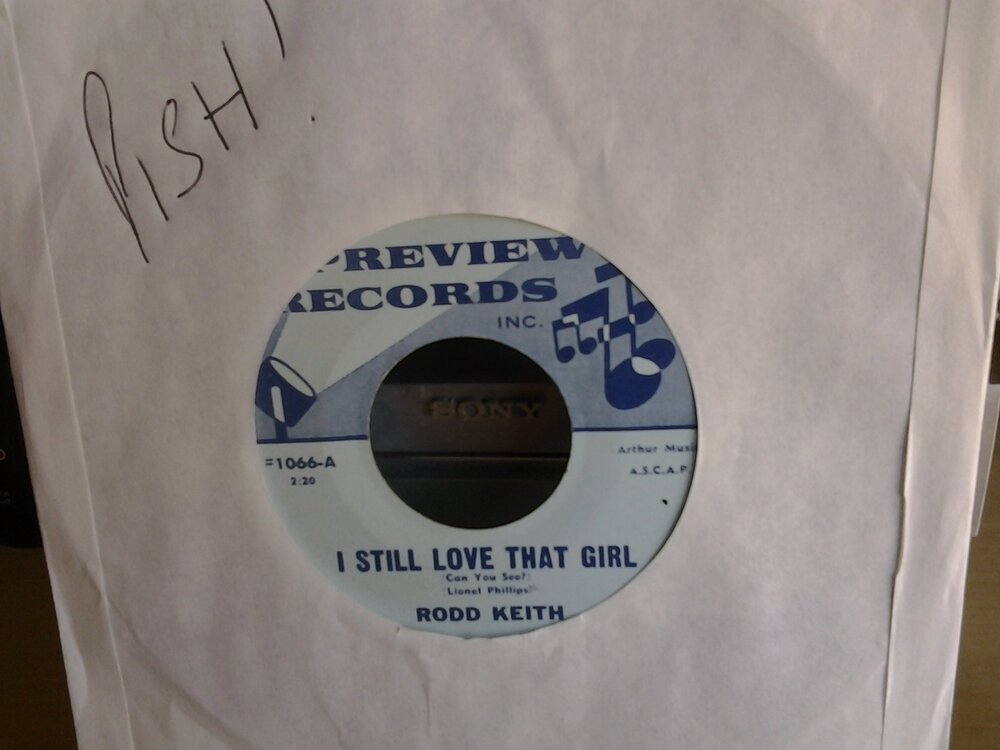 PISH!
PREVIEW
RECORDS
INC.
SONY
=1066-A
2:20
Arthur Musi
A.S.C.A.P.
I STILL LOVE THAT GIRL
(Can You See?)
(Lionel Phillips)
RODD KEITH